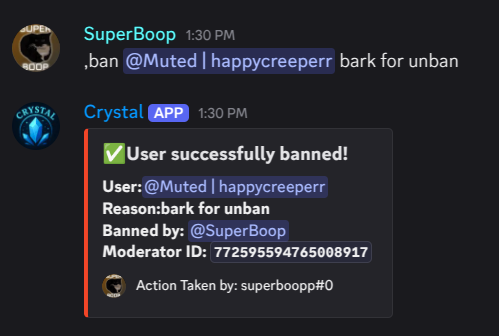 SUPER
BOOP
SuperBoop 1:30 PM
,ban @Muted | happycreeperr bark for unban
CRYSTAL
Crystal APP 1:30 PM
✅User successfully banned!
User:@Muted | happycreeperr
Reason:bark for unban
Banned by: @SuperBoop
Moderator ID: 772595594765008917
Action Taken by: superboopp#0